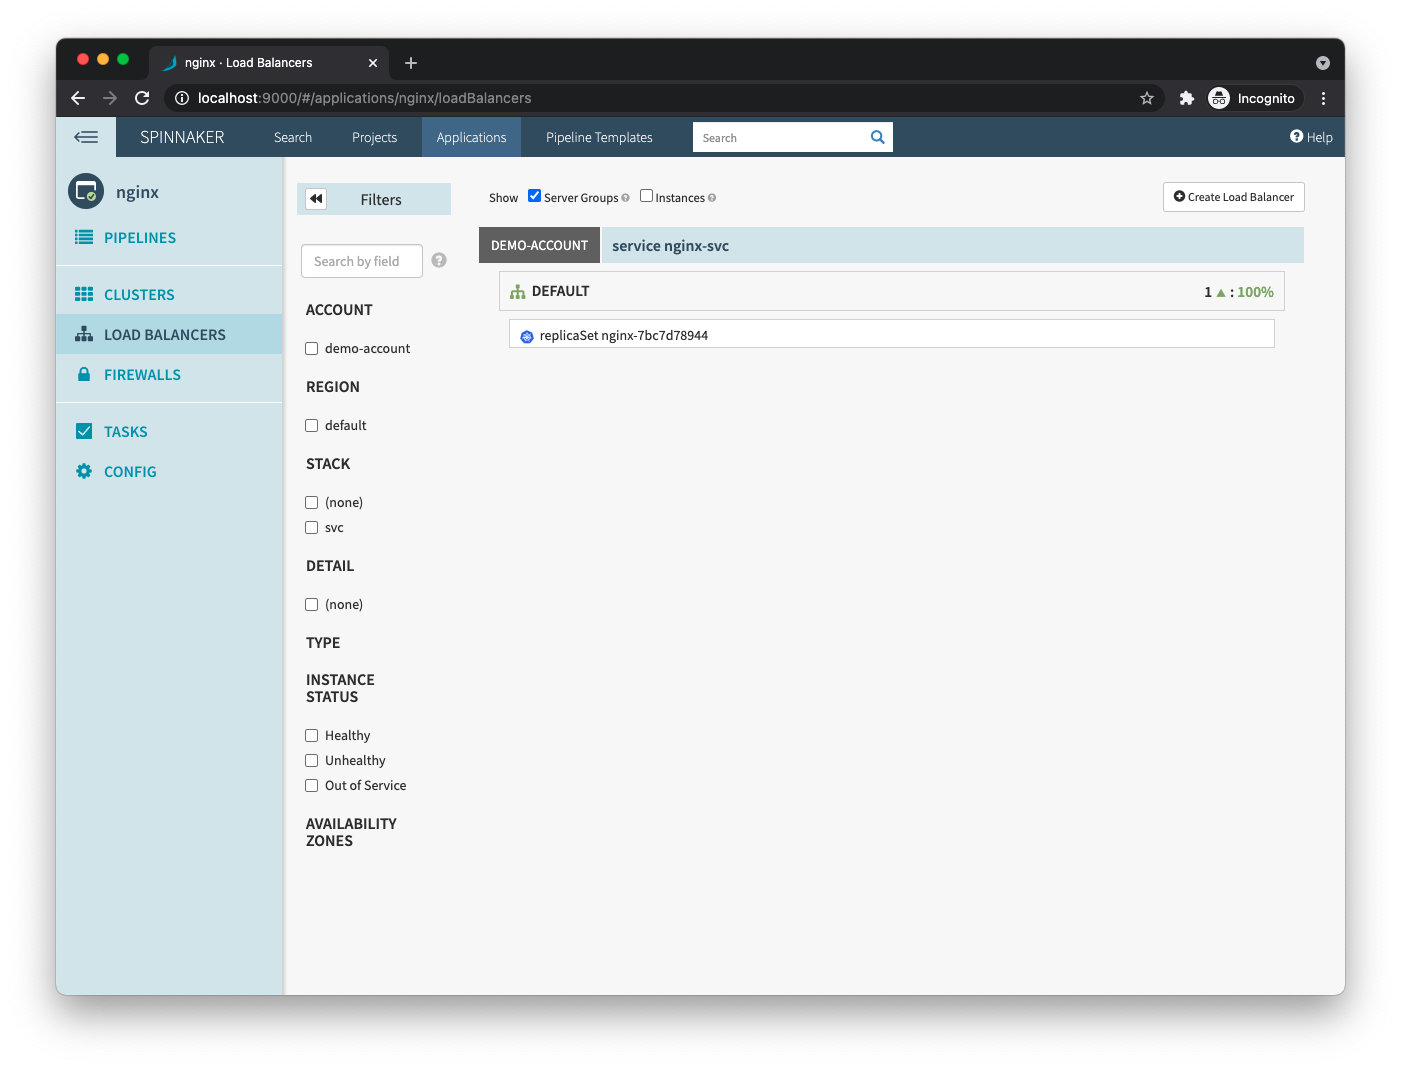 nginx · Load Balancers
localhost:9000/#/applications/nginx/loadBalancers
Incognito
SPINNAKER
Search
Projects
Applications
Pipeline Templates
Search
Help
nginx
PIPELINES
CLUSTERS
LOAD BALANCERS
FIREWALLS
TASKS
CONFIG
Filters
Search by field
ACCOUNT
demo-account
REGION
default
STACK
(none)
svc
DETAIL
(none)
TYPE
INSTANCE
STATUS
Healthy
Unhealthy
Out of Service
AVAILABILITY
ZONES
Show Server Groups Instances
Create Load Balancer
DEMO-ACCOUNT service nginx-svc
DEFAULT 1 ▲ : 100%
replicaSet nginx-7bc7d78944